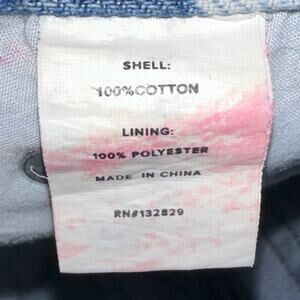 SHELL:
100%COTTON
LINING:
100% POLYESTER
MADE IN CHINA
RN#132829